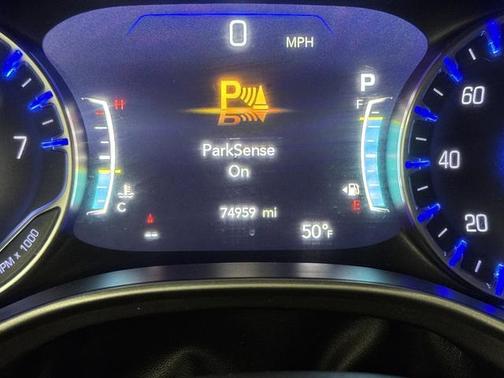 0 MPH
P
P
H
F
60
7
ParkSense
On
40
C
E
74959 mi
20
--
50°F
RPM x 1000